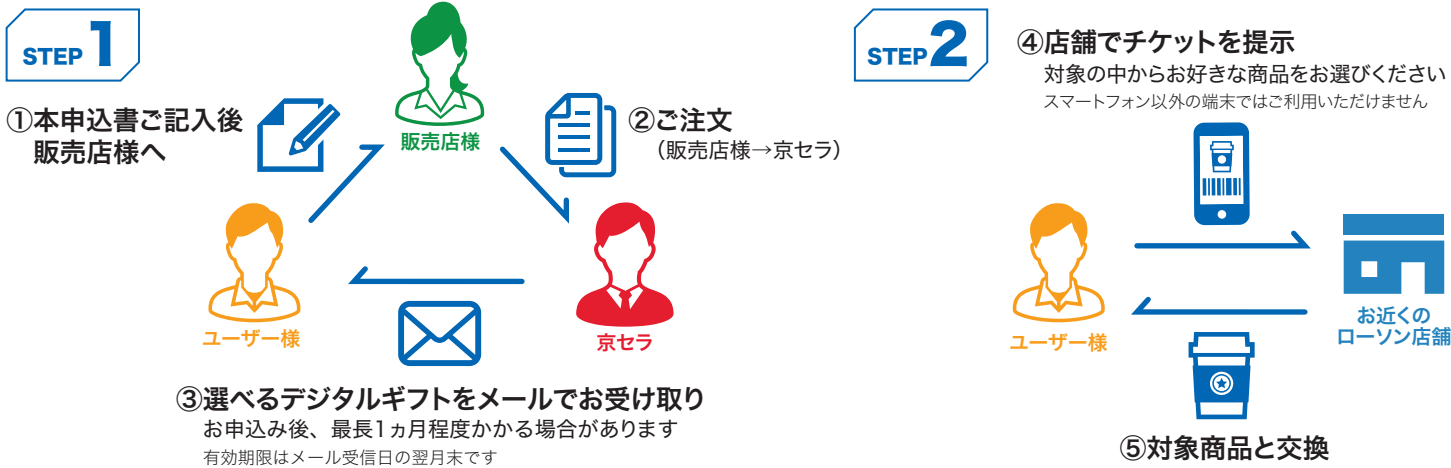 STEP 1
①本申込書ご記入後
販売店様へ
販売店様
②ご注文
（販売店様→京セラ）
ユーザー様
京セラ
③選べるデジタルギフトをメールでお受け取り
お申込み後、最長1ヵ月程度かかる場合があります
有効期限はメール受信日の翌月末です
STEP 2
④店舗でチケットを提示
対象の中からお好きな商品をお選びください
スマートフォン以外の端末ではご利用いただけません
ユーザー様
お近くの
ローソン店舗
⑤対象商品と交換